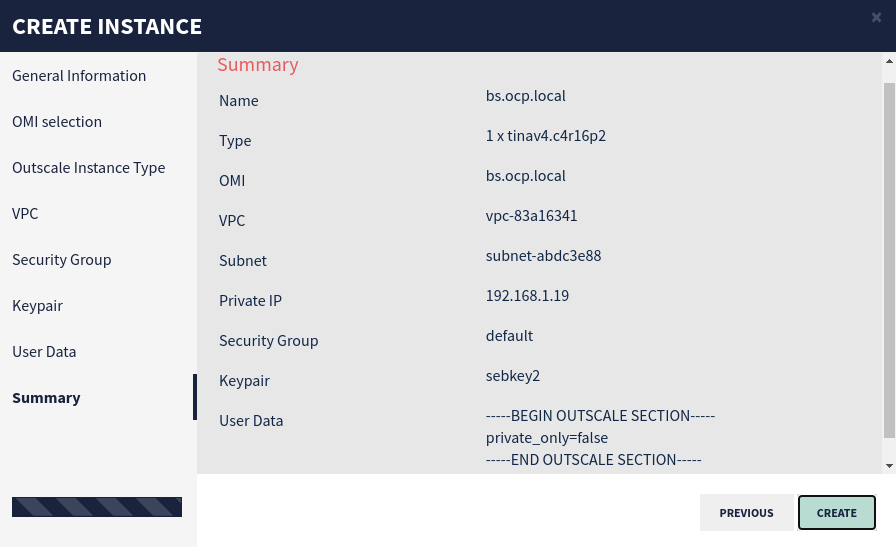 CREATE INSTANCE
×
General Information
OMI selection
Outscale Instance Type
VPC
Security Group
Keypair
User Data
Summary
Summary
Name bs.ocp.local
Type 1 x tinav4.c4r16p2
OMI bs.ocp.local
VPC vpc-83a16341
Subnet subnet-abdc3e88
Private IP 192.168.1.19
Security Group default
Keypair sebkey2
User Data -----BEGIN OUTSCALE SECTION-----
private_only=false
-----END OUTSCALE SECTION-----
PREVIOUS CREATE